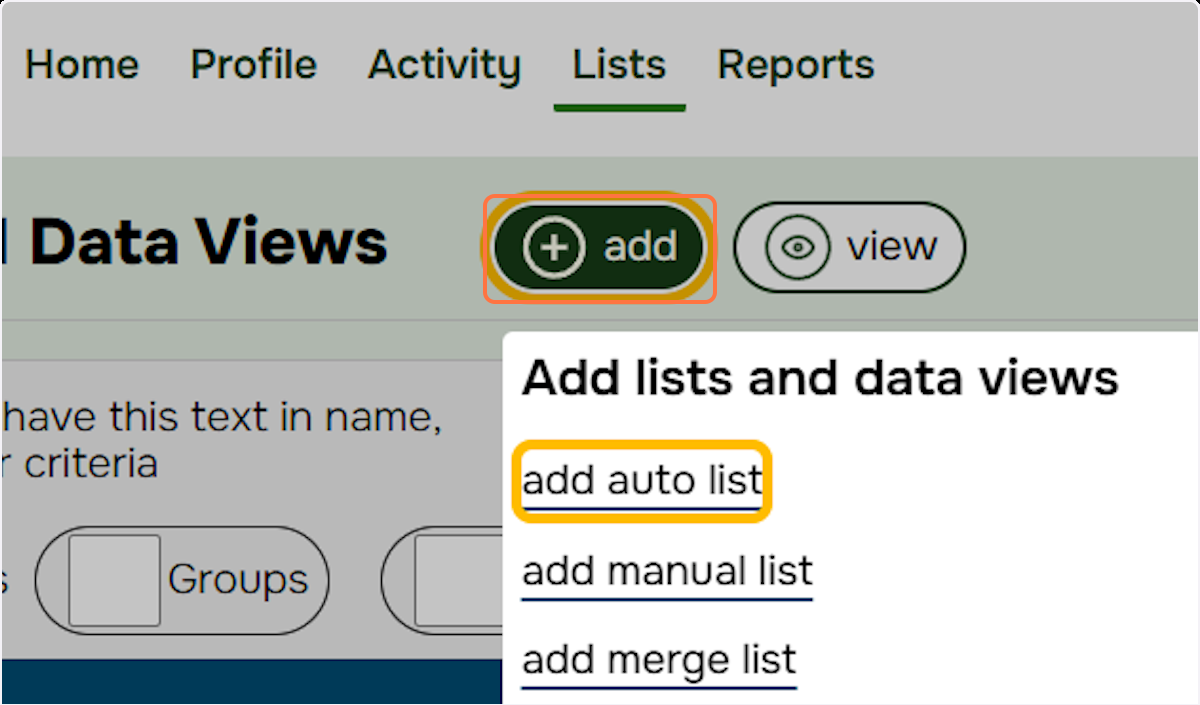 Home Profile Activity Lists Reports
Data Views add view
Add lists and data views
have this text in name,
criteria
add auto list
Groups
add manual list
add merge list